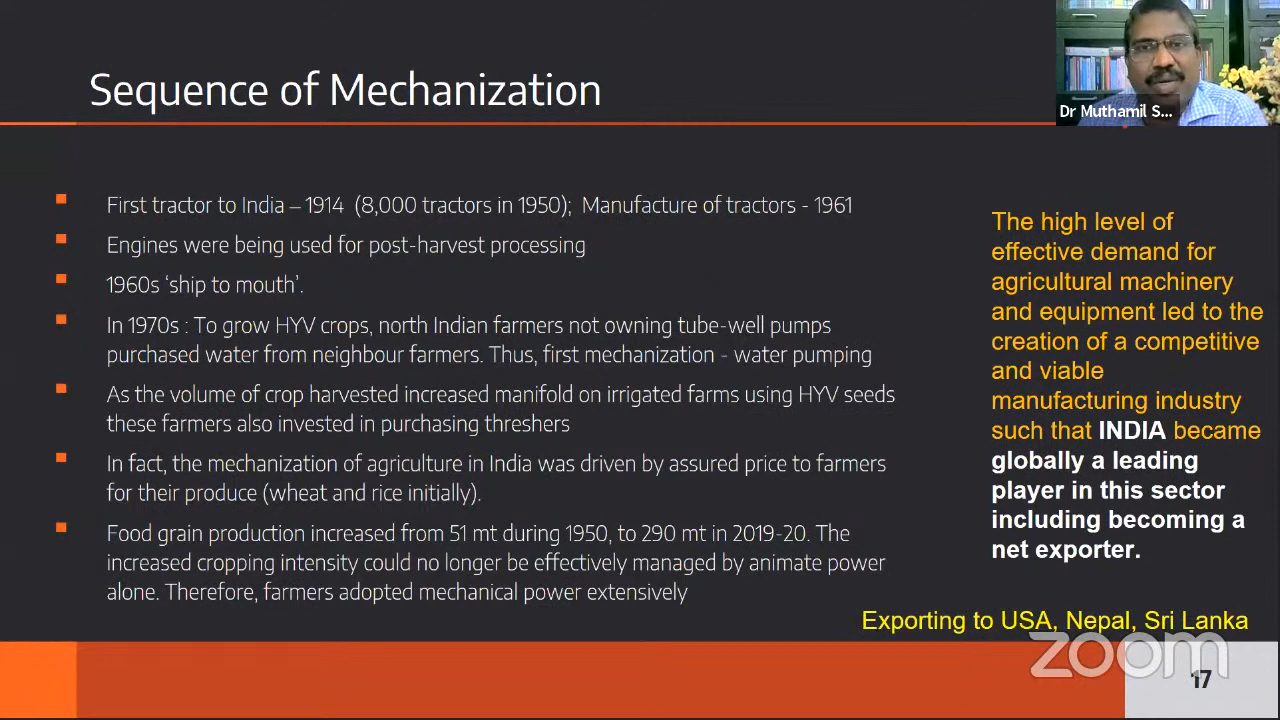 Sequence of Mechanization
Dr Muthamil S...
First tractor to India – 1914 (8,000 tractors in 1950); Manufacture of tractors - 1961
Engines were being used for post-harvest processing
1960s ‘ship to mouth’.
In 1970s : To grow HYV crops, north Indian farmers not owning tube-well pumps
purchased water from neighbour farmers. Thus, first mechanization - water pumping
As the volume of crop harvested increased manifold on irrigated farms using HYV seeds
these farmers also invested in purchasing threshers
In fact, the mechanization of agriculture in India was driven by assured price to farmers
for their produce (wheat and rice initially).
Food grain production increased from 51 mt during 1950, to 290 mt in 2019-20. The
increased cropping intensity could no longer be effectively managed by animate power
alone. Therefore, farmers adopted mechanical power extensively
The high level of
effective demand for
agricultural machinery
and equipment led to the
creation of a competitive
and viable
manufacturing industry
such that INDIA became
globally a leading
player in this sector
including becoming a
net exporter.
Exporting to USA, Nepal, Sri Lanka
zoom
17